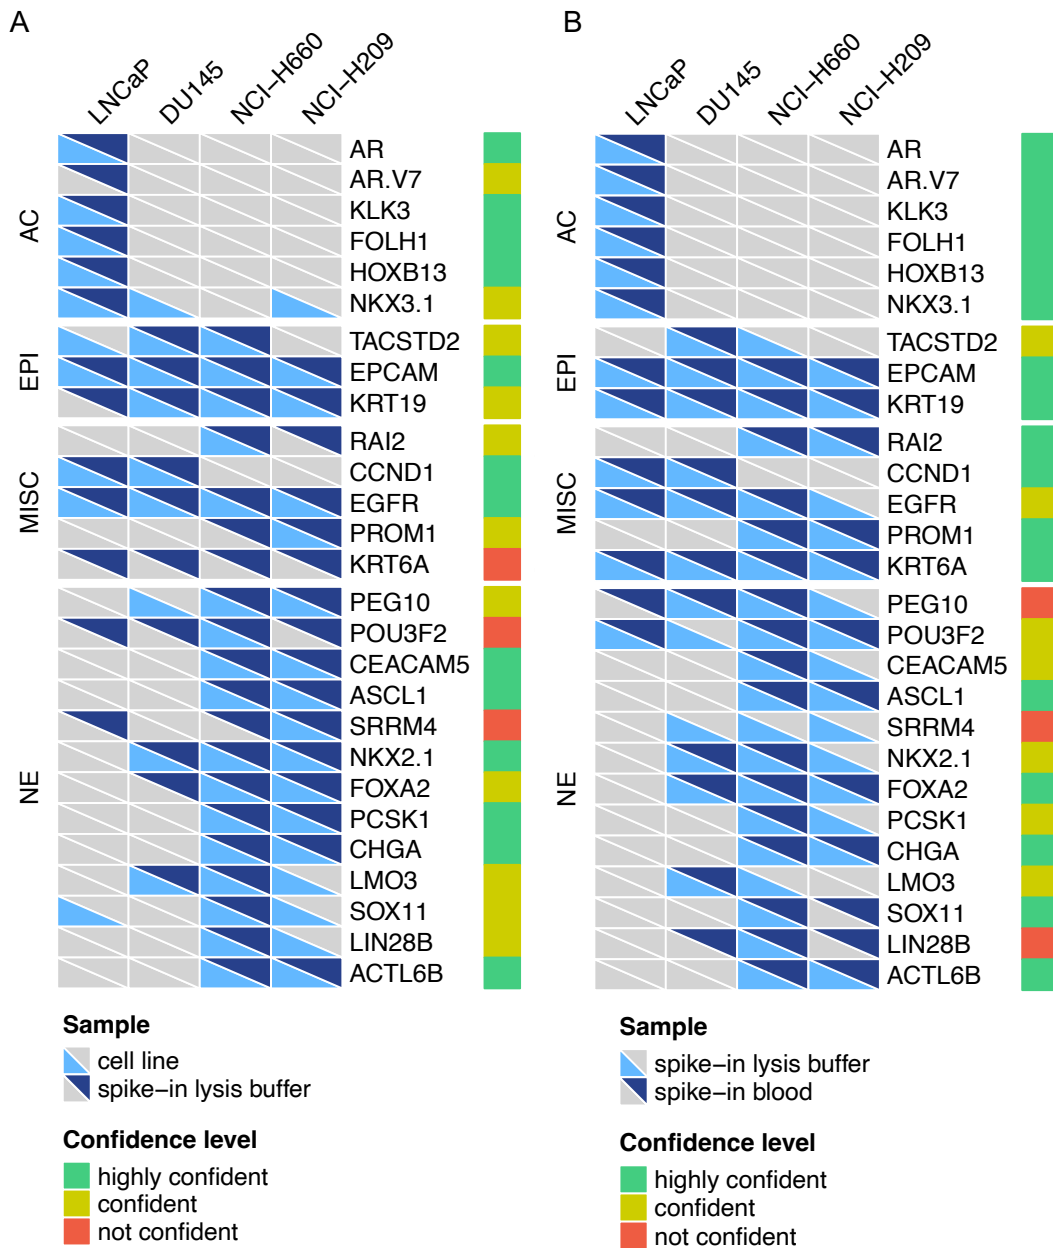 A
LNCaP
DU145
NCI−H660
NCI−H209
AC
AR
AR.V7
KLK3
FOLH1
HOXB13
NKX3.1
EPI
TACSTD2
EPCAM
KRT19
MISC
RAI2
CCND1
EGFR
PROM1
KRT6A
NE
PEG10
POU3F2
CEACAM5
ASCL1
SRRM4
NKX2.1
FOXA2
PCSK1
CHGA
LMO3
SOX11
LIN28B
ACTL6B
Sample
cell line
spike−in lysis buffer
Confidence level
highly confident
confident
not confident
B
LNCaP
DU145
NCI−H660
NCI−H209
AC
AR
AR.V7
KLK3
FOLH1
HOXB13
NKX3.1
EPI
TACSTD2
EPCAM
KRT19
MISC
RAI2
CCND1
EGFR
PROM1
KRT6A
NE
PEG10
POU3F2
CEACAM5
ASCL1
SRRM4
NKX2.1
FOXA2
PCSK1
CHGA
LMO3
SOX11
LIN28B
ACTL6B
Sample
spike−in lysis buffer
spike−in blood
Confidence level
highly confident
confident
not confident